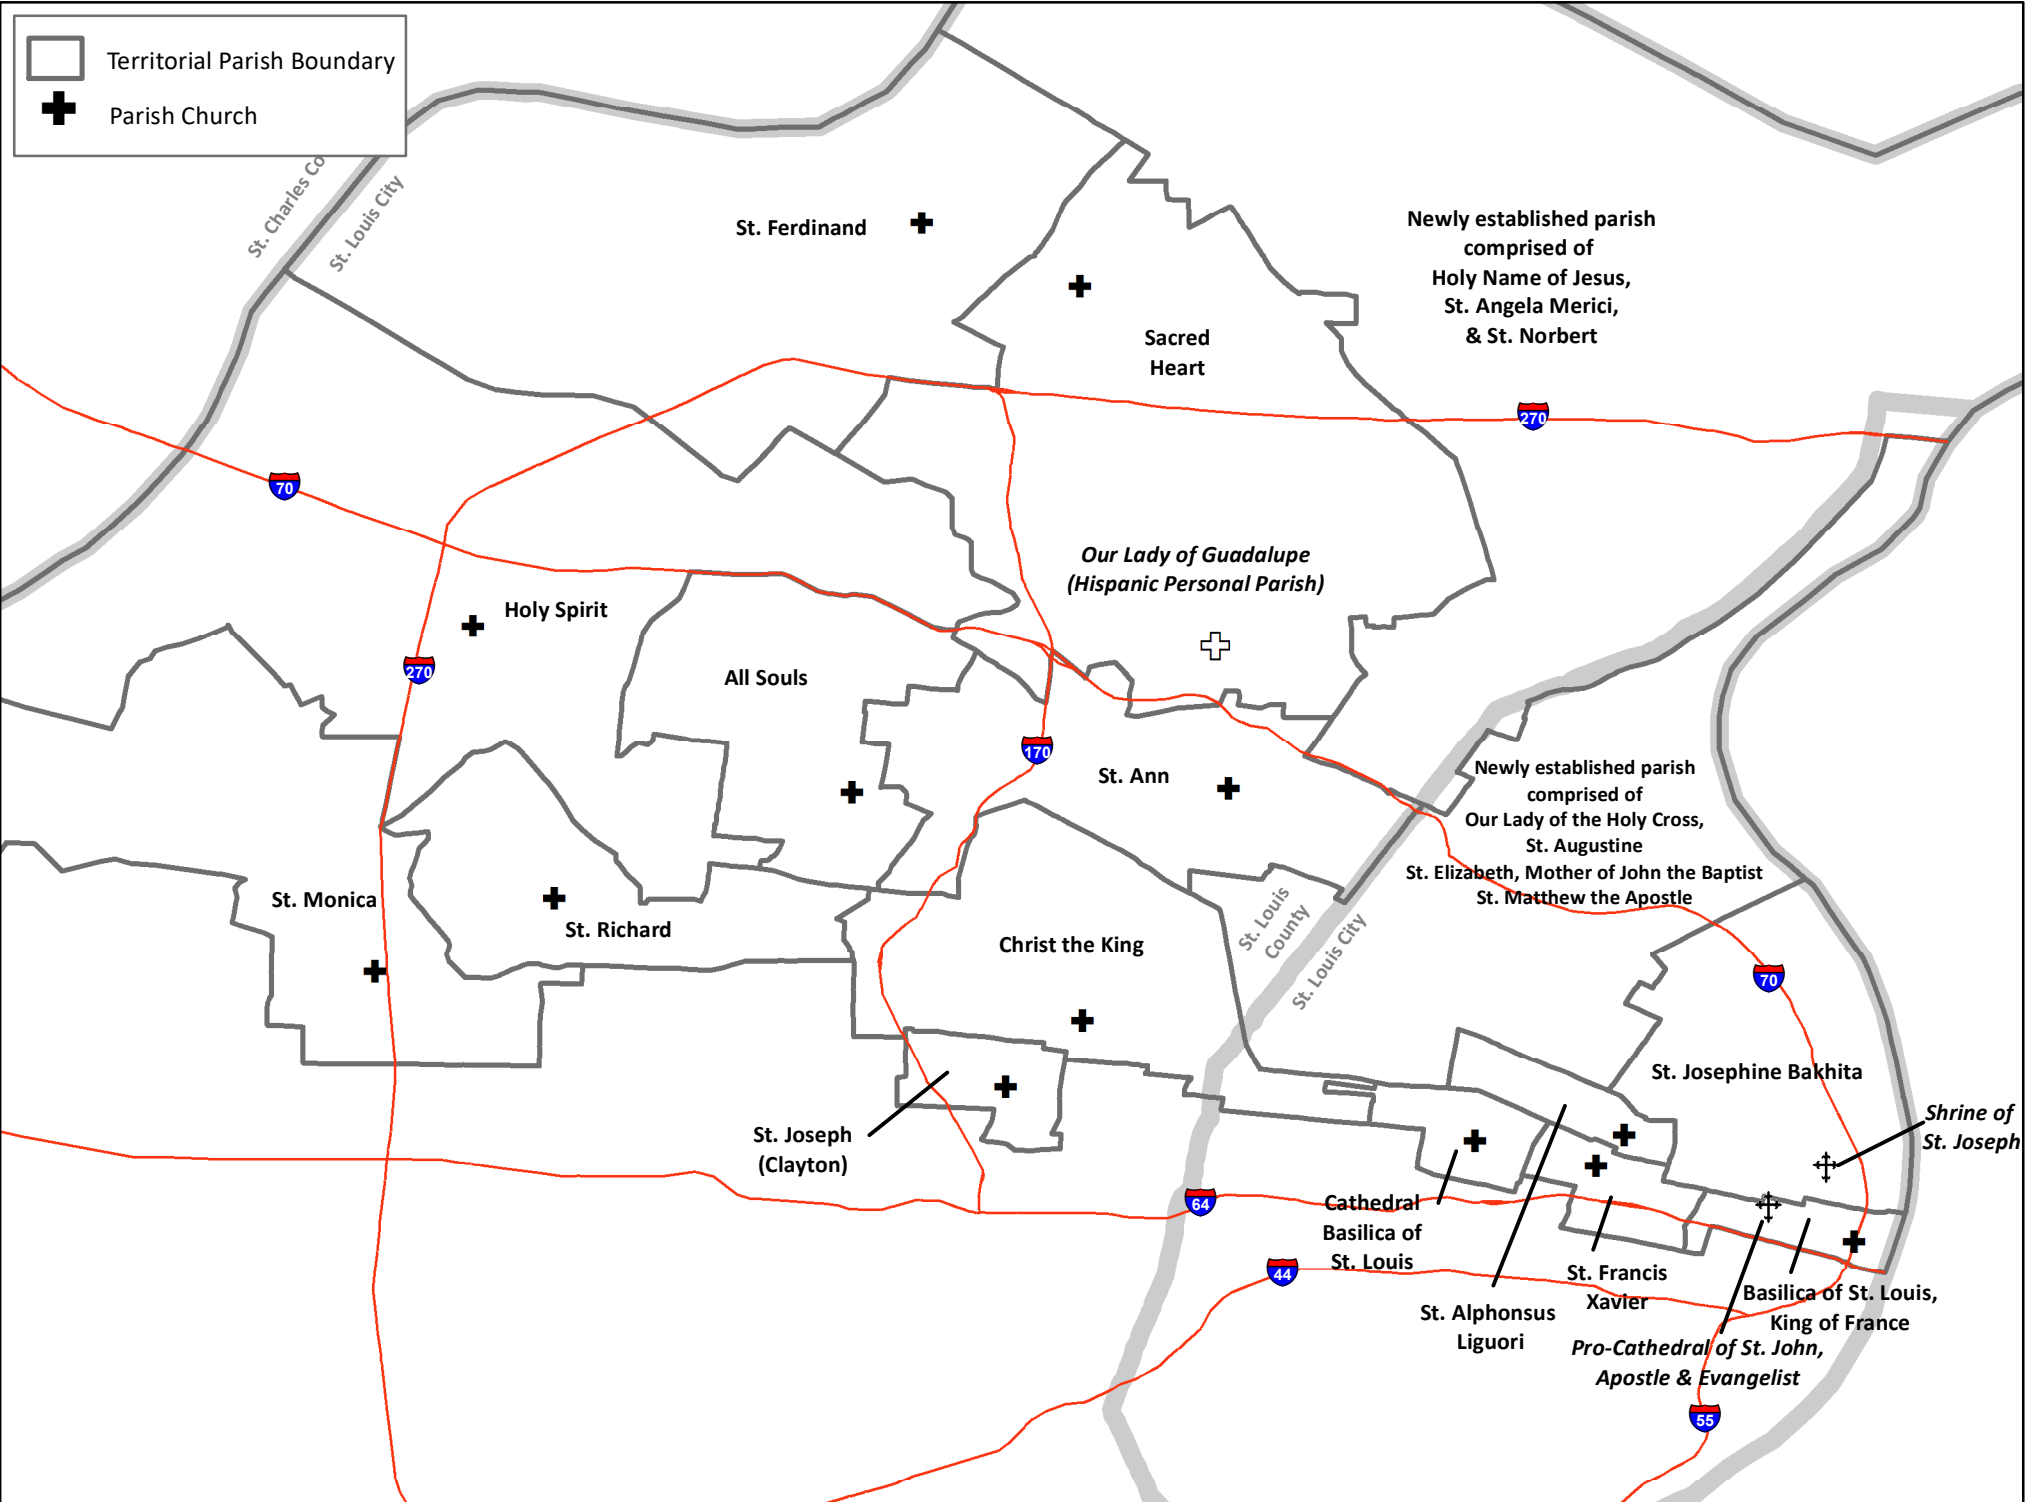 Territorial Parish Boundary
Parish Church
St. Charles Co
St. Louis City
St. Ferdinand
Newly established parish
comprised of
Holy Name of Jesus,
St. Angela Merici,
& St. Norbert
Sacred
Heart
270
70
Our Lady of Guadalupe
(Hispanic Personal Parish)
Holy Spirit
270
All Souls
170
St. Ann
Newly established parish
comprised of
Our Lady of the Holy Cross,
St. Augustine
St. Elizabeth, Mother of John the Baptist
St. Matthew the Apostle
St. Monica
St. Richard
Christ the King
St. Louis
County
St. Louis City
70
St. Josephine Bakhita
Shrine of
St. Joseph
St. Joseph
(Clayton)
64
Cathedral
Basilica of
St. Louis
44
St. Francis
Xavier
St. Alphonsus
Liguori
Basilica of St. Louis,
King of France
Pro-Cathedral of St. John,
Apostle & Evangelist
55